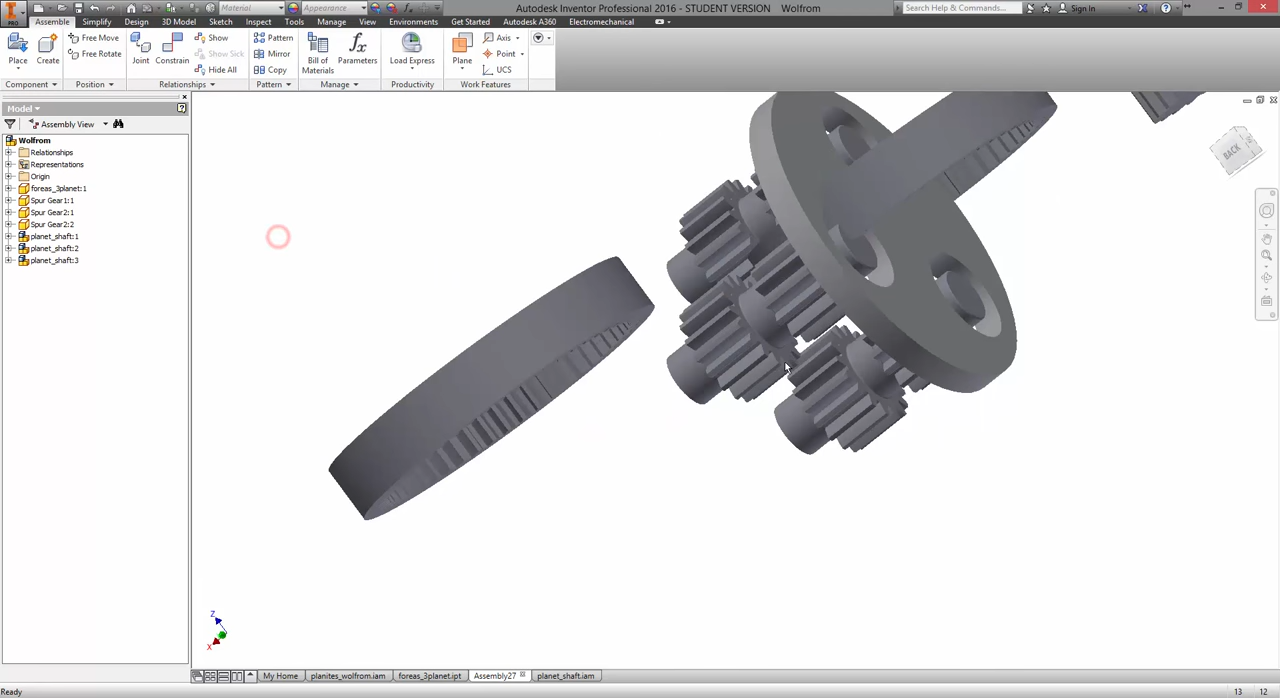 Material
Appearance
Autodesk Inventor Professional 2016 - STUDENT VERSION Wolfrom
Search Help & Commands...
Sign In
PRO
Assemble Simplify Design 3D Model Sketch Inspect Tools Manage View Environments Get Started Autodesk A360 Electromechanical
Place
Create
Free Move
Free Rotate
Joint
Constrain
Show
Show Sick
Hide All
Pattern
Mirror
Copy
Bill of
Materials
fx
Parameters
Load Express
Plane
Axis
Point
UCS
Component Position Relationships Pattern Manage Productivity Work Features
Model
Assembly View
Wolfrom
Relationships
Representations
Origin
foreas_3planet:1
Spur Gear1:1
Spur Gear2:1
Spur Gear2:2
planet_shaft:1
planet_shaft:2
planet_shaft:3
BACK
Z
X
My Home planites_wolfrom.iam foreas_3planet.ipt Assembly27 planet_shaft.iam
Ready
13 12